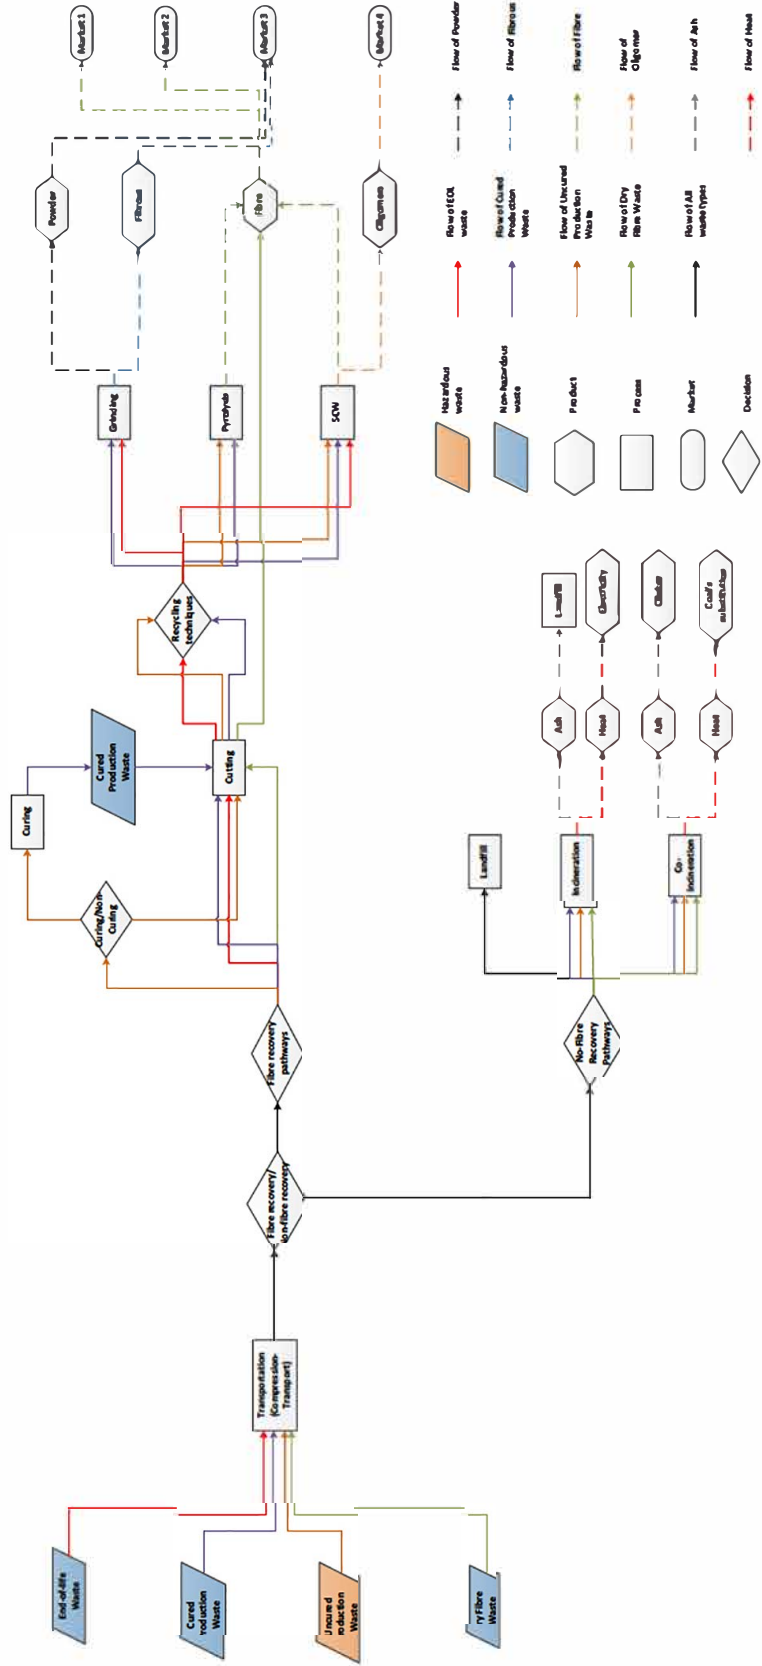 End-of-life
Waste
Cured
roduction
Waste
Uncured
roduction
Waste
ry Fibre
Waste
Transportation
(Compression-
Transport)
Fibre recovery/
on-fibre recovery
Fibre recovery
pathways
No-Fibre
Recovery
Pathways
Curing/Non-
Curing
Curing
Cured
Production
Waste
Cutting
Recycling
techniques
Grinding
Pyrolysis
SCW
Powder
Fibrous
Fibre
Oligomers
Market 1
Market 2
Market 3
Market 4
Landfill
Incineration
Co-
incineration
Ash
Heat
Ash
Heat
Landfill
Electricity
Clinker
Coal's
substitution
Hazardous
waste
Non-hazardous
waste
Product
Process
Market
Decision
Flow of EOL
waste
Flow of Cured
Production
Waste
Flow of Uncured
Production
Waste
Flow of Dry
Fibre Waste
Flow of All
waste types
Flow of Powder
Flow of Fibrous
Flow of Fibre
Flow of
Oligomer
Flow of Ash
Flow of Heat